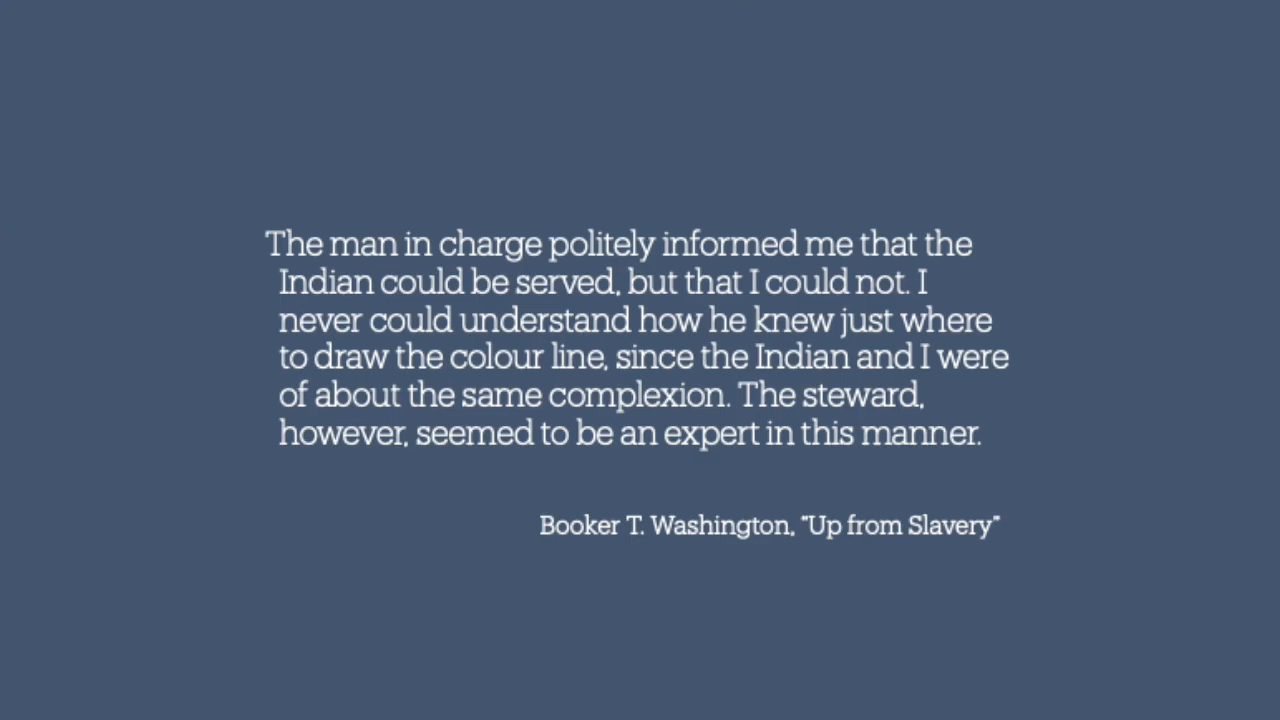 The man in charge politely informed me that the
Indian could be served, but that I could not. I
never could understand how he knew just where
to draw the colour line, since the Indian and I were
of about the same complexion. The steward,
however, seemed to be an expert in this manner.
Booker T. Washington, “Up from Slavery”